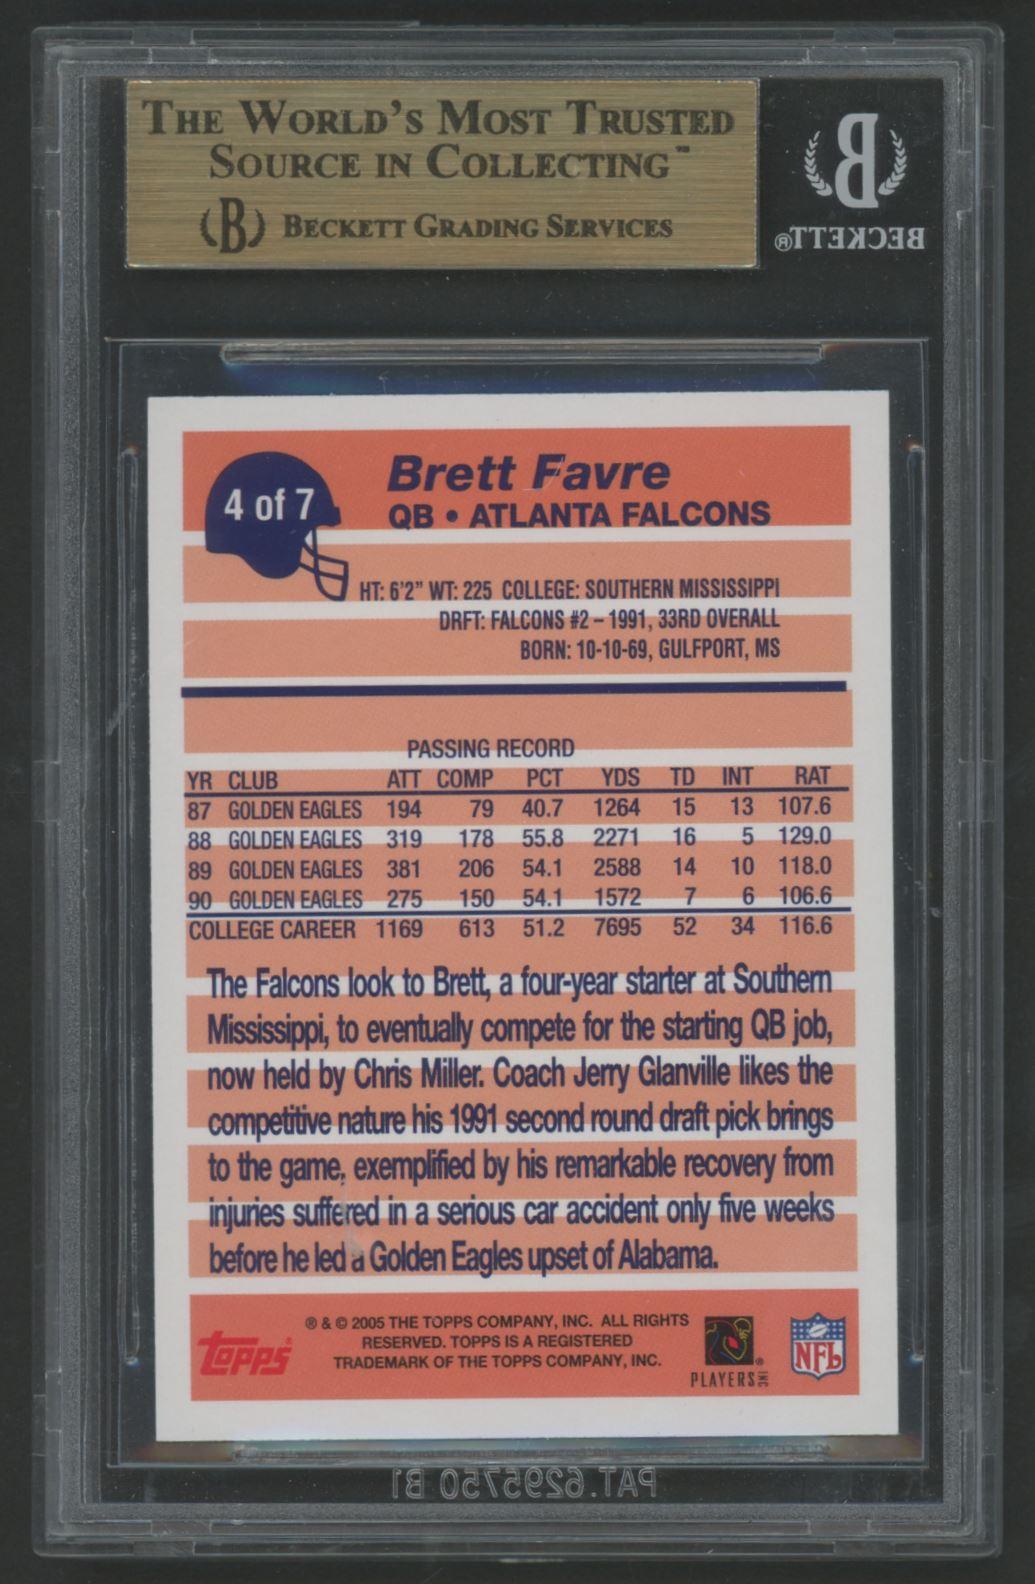 THE WORLD'S MOST TRUSTED
SOURCE IN COLLECTING™
B BECKETT GRADING SERVICES
B
BECKETT®
4 of 7
Brett Favre
QB • ATLANTA FALCONS
HT: 6'2" WT: 225 COLLEGE: SOUTHERN MISSISSIPPI
DRFT: FALCONS #2 – 1991, 33RD OVERALL
BORN: 10-10-69, GULFPORT, MS
PASSING RECORD
YR CLUB ATT COMP PCT YDS TD INT RAT
87 GOLDEN EAGLES 194 79 40.7 1264 15 13 107.6
88 GOLDEN EAGLES 319 178 55.8 2271 16 5 129.0
89 GOLDEN EAGLES 381 206 54.1 2588 14 10 118.0
90 GOLDEN EAGLES 275 150 54.1 1572 7 6 106.6
COLLEGE CAREER 1169 613 51.2 7695 52 34 116.6
The Falcons look to Brett, a four-year starter at Southern
Mississippi, to eventually compete for the starting QB job,
now held by Chris Miller. Coach Jerry Glanville likes the
competitive nature his 1991 second round draft pick brings
to the game, exemplified by his remarkable recovery from
injuries suffered in a serious car accident only five weeks
before he led a Golden Eagles upset of Alabama.
topps®
® & © 2005 THE TOPPS COMPANY, INC. ALL RIGHTS
RESERVED. TOPPS IS A REGISTERED
TRADEMARK OF THE TOPPS COMPANY, INC.
PLAYERS INC
®
NFL
PAT.6295750 B1